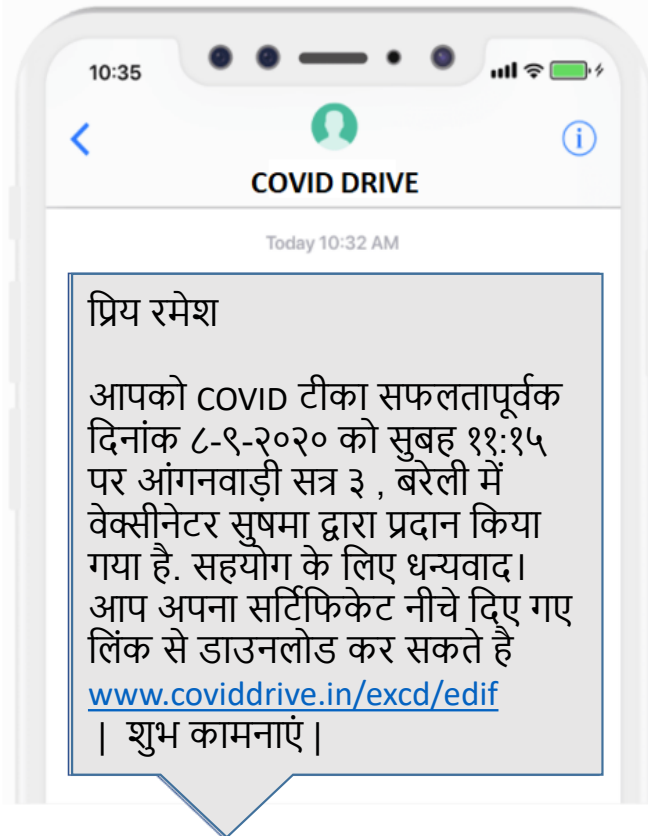 10:35
COVID DRIVE
Today 10:32 AM
प्रिय रमेश
आपको COVID टीका सफलतापूर्वक
दिनांक ८-९-२०२० को सुबह ११:१५
पर आंगनवाड़ी सत्र ३ , बरेली में
वेक्सीनेटर सुषमा द्वारा प्रदान किया
गया है. सहयोग के लिए धन्यवाद।
आप अपना सर्टिफिकेट नीचे दिए गए
लिंक से डाउनलोड कर सकते है
www.coviddrive.in/excd/edif
| शुभ कामनाएं |